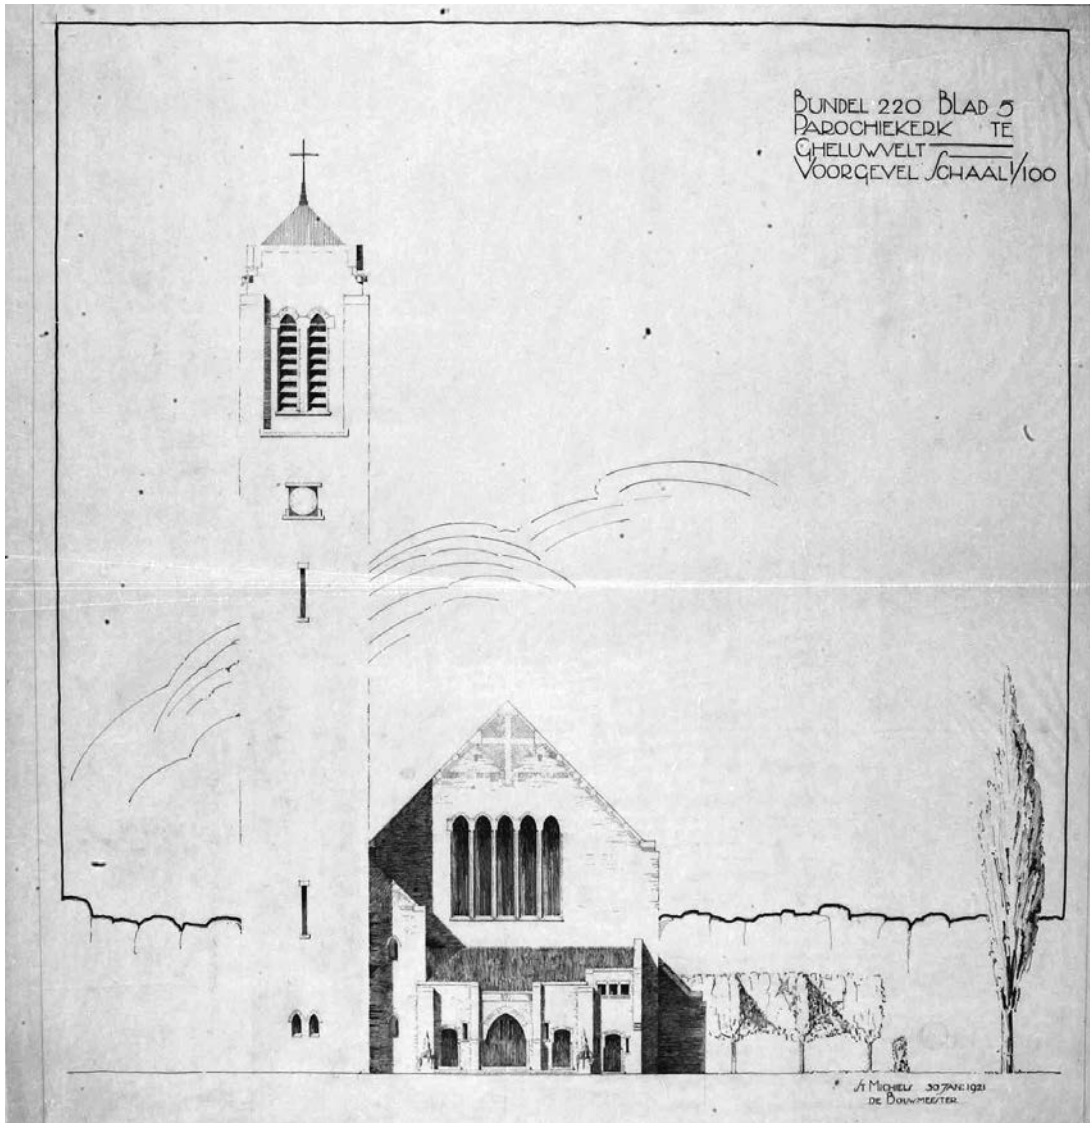 BUNDEL 220 BLAD 5
PAROCHIEKERK TE
GHELUWVELT
VOORGEVEL SCHAAL 1/100
ST MICHIELS 30 JAN: 1921
DE BOUWMEESTER